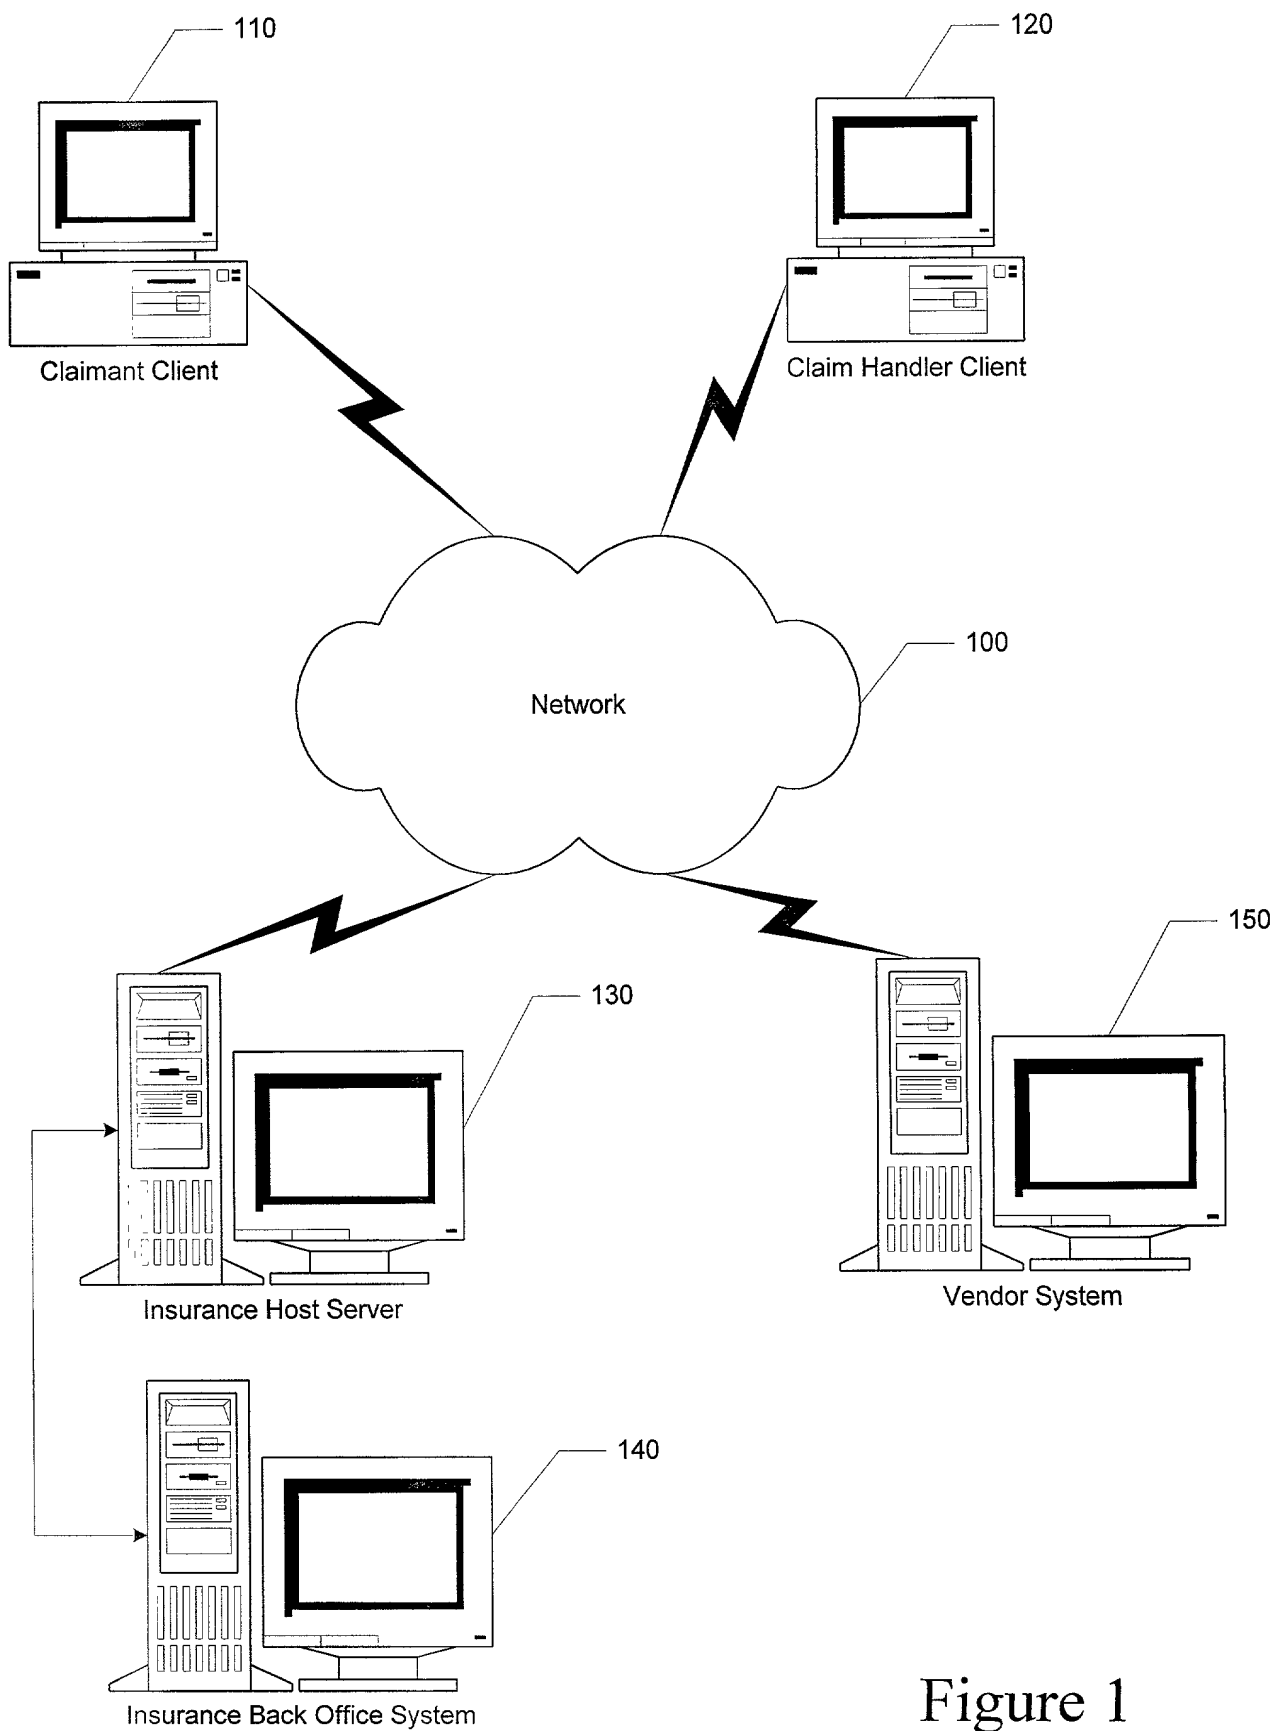 110
120
Claimant Client
Claim Handler Client
100
Network
150
130
Insurance Host Server
Vendor System
140
Insurance Back Office System
Figure 1